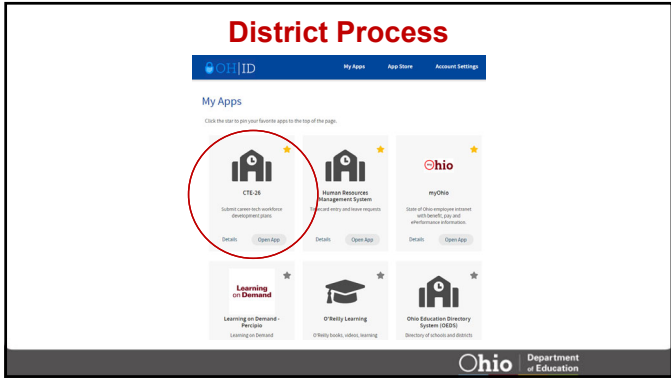 District Process
OH|ID
My Apps App Store Account Settings
My Apps
Click the star to pin your favorite apps to the top of the page.
CTE-26
Submit career-tech workforce
development plans
Details Open App
Human Resources
Management System
Timecard entry and leave requests
Details Open App
Ohio
myOhio
State of Ohio employee intranet
with benefit, pay and
ePerformance information.
Details Open App
Learning
on Demand
Learning on Demand -
Percipio
Learning on Demand
O'Reilly Learning
O'Reilly books, videos, learning
Ohio Education Directory
System (OEDS)
Directory of schools and districts
Ohio
Department
of Education